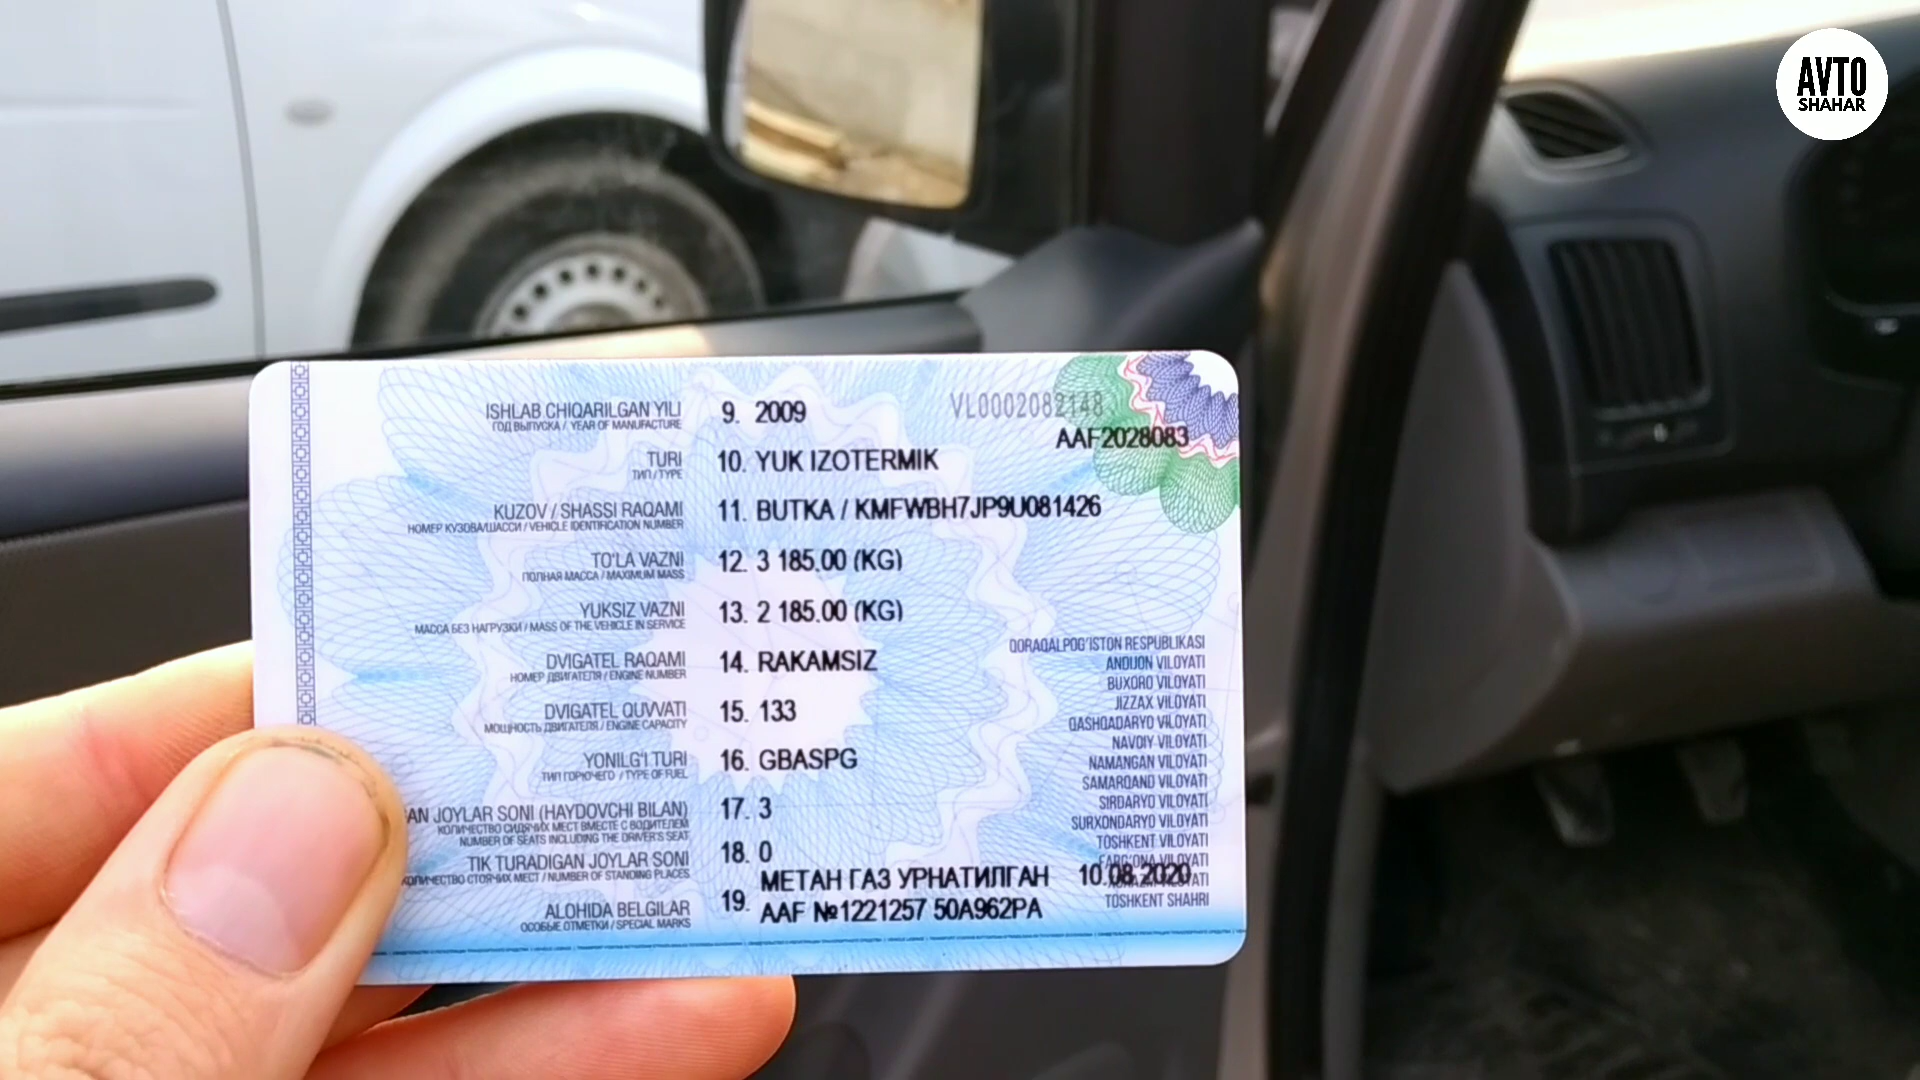 AVTO
SHAHAR
VL0002082148
AAF2028083
ISHLAB CHIQARILGAN YILI 9. 2009
ГОД ВЫПУСКА / YEAR OF MANUFACTURE
TURI 10. YUK IZOTERMIK
ТИП / TYPE
KUZOV / SHASSI RAQAMI 11. BUTKA / KMFWBH7JP9U081426
НОМЕР КУЗОВА/ШАССИ / VEHICLE IDENTIFICATION NUMBER
TO'LA VAZNI 12. 3 185.00 (KG)
ПОЛНАЯ МАССА / MAXIMUM MASS
YUKSIZ VAZNI 13. 2 185.00 (KG)
МАССА БЕЗ НАГРУЗКИ / MASS OF THE VEHICLE IN SERVICE
DVIGATEL RAQAMI 14. RAKAMSIZ
НОМЕР ДВИГАТЕЛЯ / ENGINE NUMBER
DVIGATEL QUVVATI 15. 133
МОЩНОСТЬ ДВИГАТЕЛЯ / ENGINE CAPACITY
YONILG'I TURI 16. GBASPG
ТИП ГОРЮЧЕГО / TYPE OF FUEL
AN JOYLAR SONI (HAYDOVCHI BILAN) 17. 3
КОЛИЧЕСТВО СИДЯЧИХ МЕСТ ВМЕСТЕ С ВОДИТЕЛЕМ
NUMBER OF SEATS INCLUDING THE DRIVER'S SEAT
TIK TURADIGAN JOYLAR SONI 18. 0
КОЛИЧЕСТВО СТОЯЧИХ МЕСТ / NUMBER OF STANDING PLACES
ALOHIDA BELGILAR 19. МЕТАН ГАЗ УРНАТИЛГАН 10.08.2020
ОСОБЫЕ ОТМЕТКИ / SPECIAL MARKS
AAF №1221257 50A962PA
QORAQALPOG'ISTON RESPUBLIKASI
ANDIJON VILOYATI
BUXORO VILOYATI
JIZZAX VILOYATI
QASHQADARYO VILOYATI
NAVOIY VILOYATI
NAMANGAN VILOYATI
SAMARQAND VILOYATI
SIRDARYO VILOYATI
SURXONDARYO VILOYATI
TOSHKENT VILOYATI
FARG'ONA VILOYATI
TOSHKENT SHAHRI